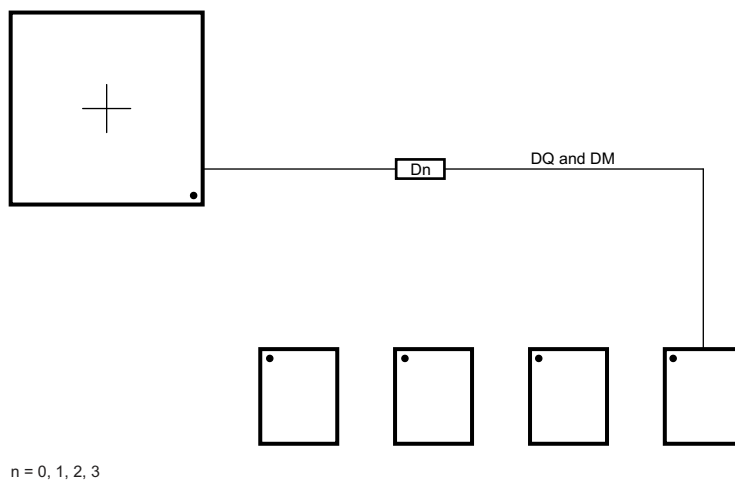 DQ and DM
Dn
n = 0, 1, 2, 3